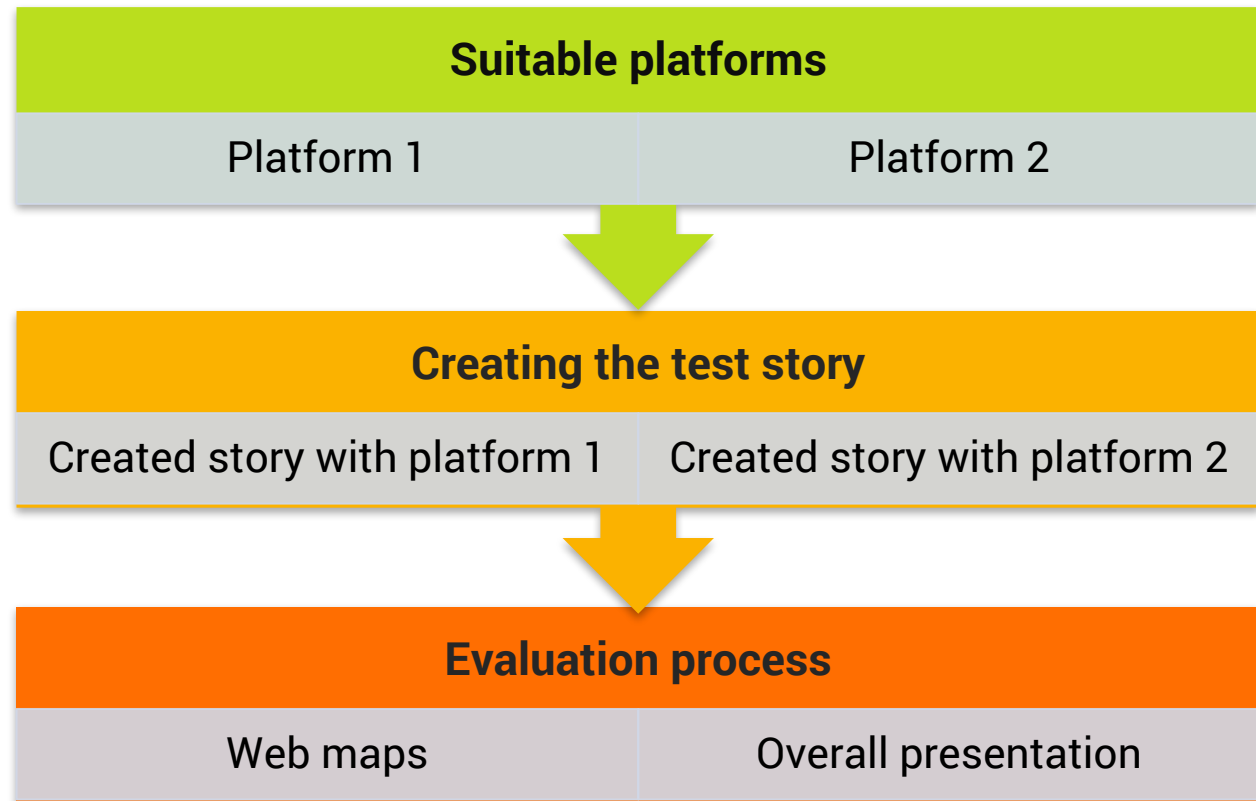 Suitable platforms
Platform 1
Platform 2
Creating the test story
Created story with platform 1
Created story with platform 2
Evaluation process
Web maps
Overall presentation